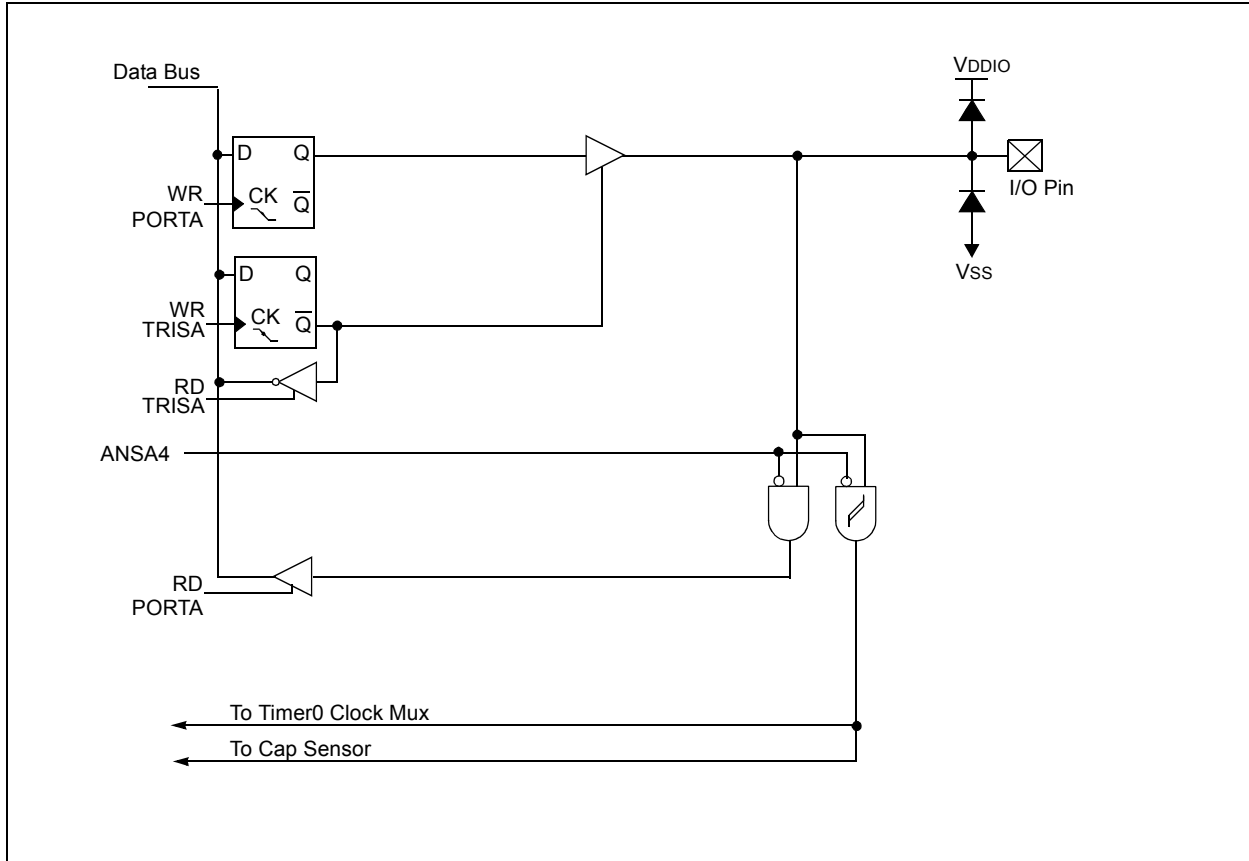 Data Bus
VDDIO
D Q
WR
PORTA
CK Q
I/O Pin
D Q
VSS
WR
TRISA
CK Q
RD
TRISA
ANSA4
RD
PORTA
To Timer0 Clock Mux
To Cap Sensor